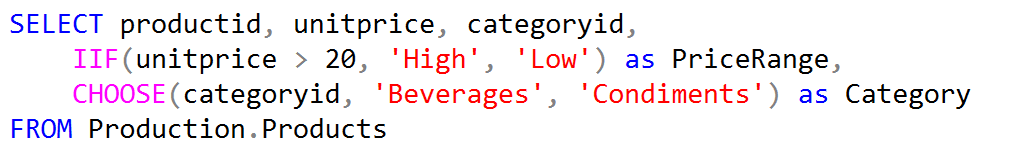 SELECT productid, unitprice, categoryid,
IIF(unitprice > 20, 'High', 'Low') as PriceRange,
CHOOSE(categoryid, 'Beverages', 'Condiments') as Category
FROM Production.Products